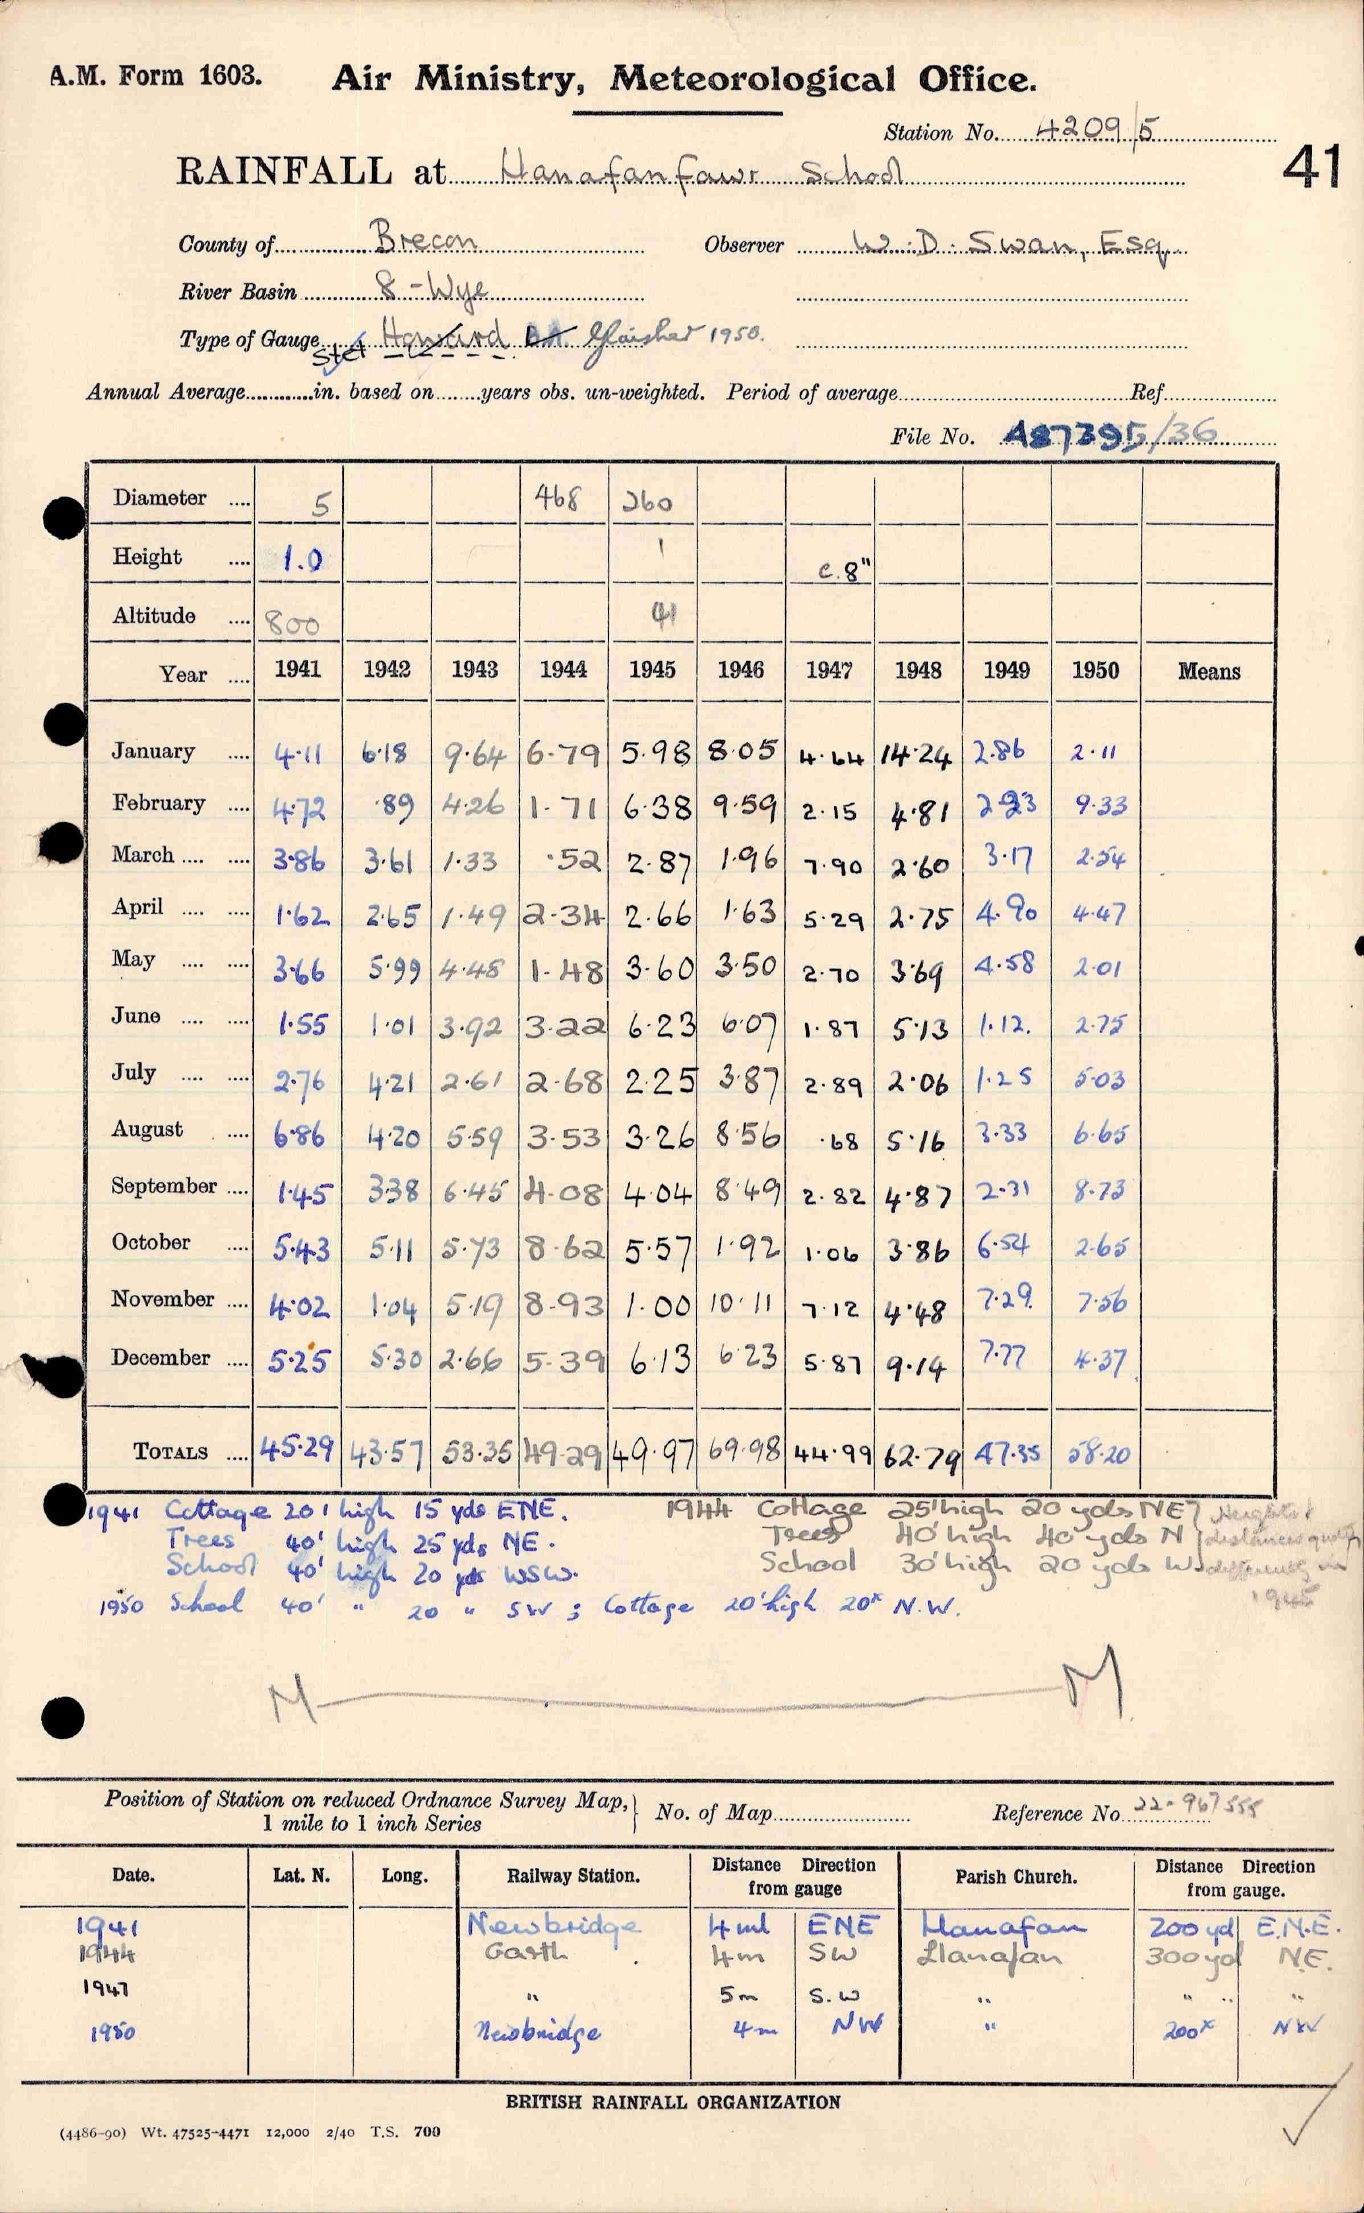 A.M. Form 1603. Air Ministry, Meteorological Office.
Station No. 4209/5
41
RAINFALL at Llanafanfawr School
County of Brecon Observer W. D. Swan, Esq
River Basin 8 - Wye
Type of Gauge stet Howard Glaisher 1950.
Annual Average............in. based on........years obs. un-weighted. Period of average........Ref........
File No. A87395/36
Diameter .... 5 468 260
Height .... 1.0 1 c.8"
Altitude .... 800 41
Year .... 1941 1942 1943 1944 1945 1946 1947 1948 1949 1950 Means
January .... 4.11 6.18 9.64 6.79 5.98 8.05 4.64 14.24 2.86 2.11
February .... 4.72 .89 4.26 1.71 6.38 9.59 2.15 4.81 2.23 9.33
March .... .... 3.86 3.61 1.33 .52 2.87 1.96 7.90 2.60 3.17 2.54
April .... .... 1.62 2.65 1.49 2.34 2.66 1.63 5.29 2.75 4.90 4.47
May .... .... 3.66 5.99 4.48 1.48 3.60 3.50 2.70 3.69 4.58 2.01
June .... .... 1.55 1.01 3.92 3.22 6.23 6.07 1.87 5.13 1.12. 2.75
July .... .... 2.76 4.21 2.61 2.68 2.25 3.87 2.89 2.06 1.25 5.03
August .... 6.86 4.20 5.59 3.53 3.26 8.56 .68 5.16 3.33 6.65
September .... 1.45 3.38 6.45 4.08 4.04 8.49 2.82 4.87 2.31 8.73
October .... 5.43 5.11 5.73 8.62 5.57 1.92 1.06 3.86 6.54 2.65
November .... 4.02 1.04 5.19 8.93 1.00 10.11 7.12 4.48 7.29. 7.56
December .... 5.25 5.30 2.66 5.39 6.13 6.23 5.87 9.14 7.77 4.37
TOTALS .... 45.29 43.57 53.35 49.29 49.97 69.98 44.99 62.79 47.35 58.20
1941 Cottage 20' high 15 yds ENE. 1944 Cottage 25' high 20 yds NE } Heights &
Trees 40' high 25 yds NE. Trees 40' high 40 yds N distances quoted
School 40' high 20 yds WSW. School 30' high 20 yds W. differently in
1950 School 40' " 20 " SW ; Cottage 20' high 20x N.W. 1945
M M
Position of Station on reduced Ordnance Survey Map, } No. of Map........ Reference No. 22-967555
1 mile to 1 inch Series
Date. Lat. N. Long. Railway Station. Distance Direction from gauge Parish Church. Distance Direction from gauge.
1941 Newbridge 4 ml ENE Llanafan 200 yd E.N.E.
1944 Garth 4 m SW Llanafan 300 yd NE.
1947 " 5 m S.W " " .. "
1950 Newbridge 4 m NW " 200x NW
BRITISH RAINFALL ORGANIZATION
(4486-90) Wt. 47525-4471 12,000 2/40 T.S. 700